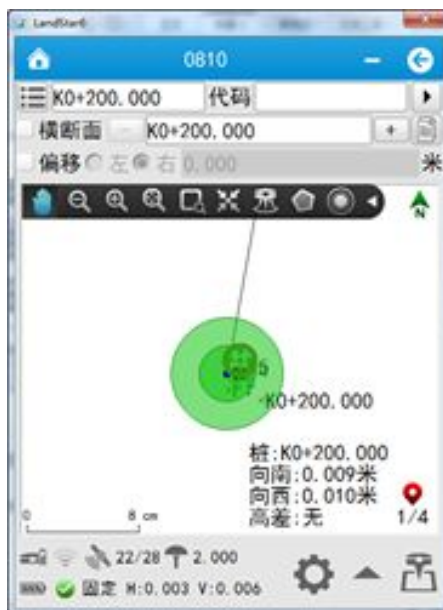 LandStar6
0810
K0+200.000 代码
横断面 - K0+200.000 +
偏移 左 右 0.000 米
N
K0+200.000
桩:K0+200.000
向南:0.009米
向西:0.010米
高差:无
0 8 cm 1/4
22/28 2.000
固定 H:0.003 V:0.006